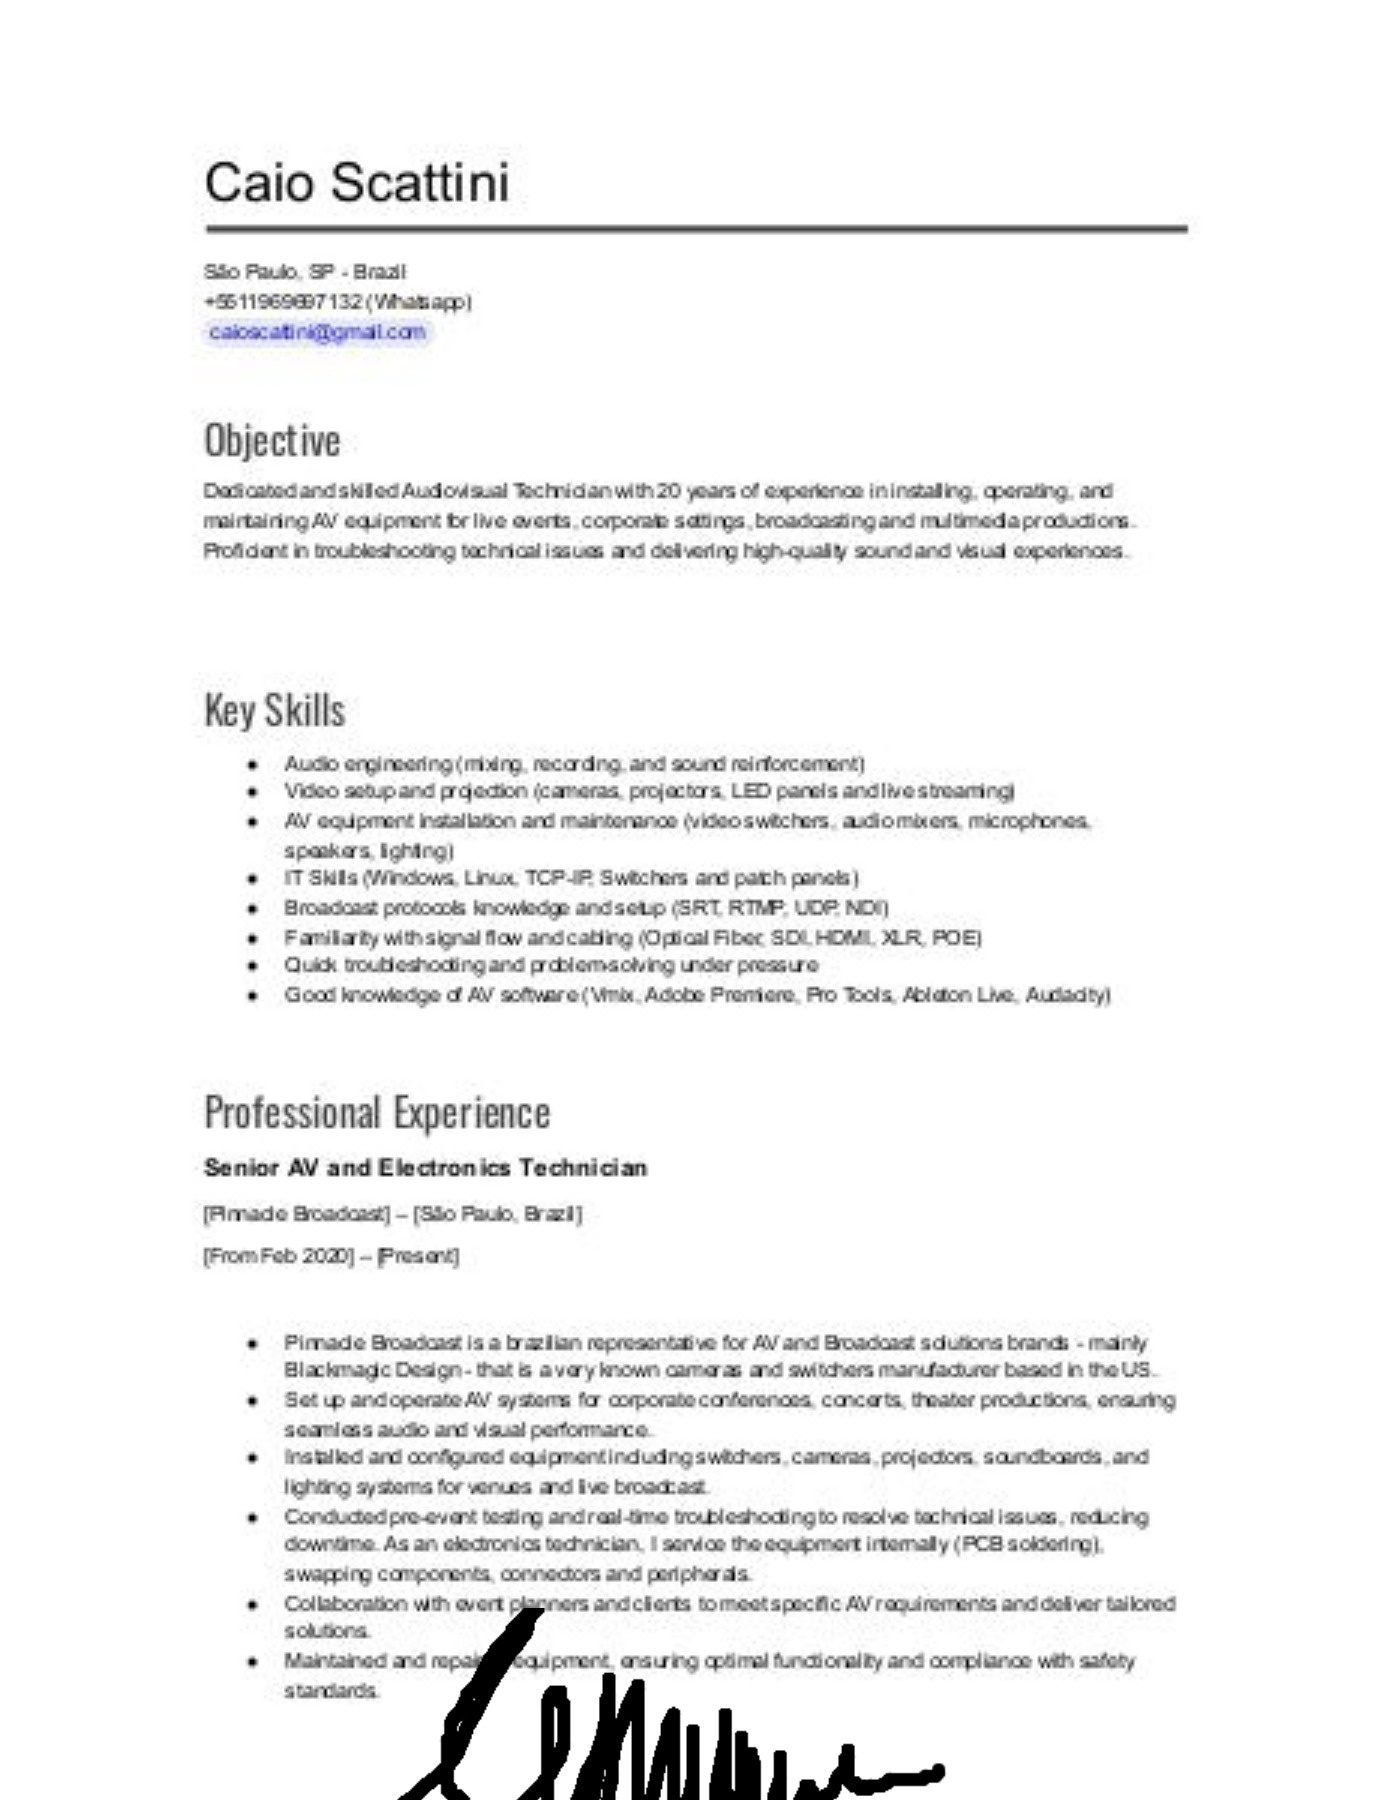 Caio Scattini
São Paulo, SP - Brazil
+5511969697132 (Whatsapp)
caioscattini@gmail.com
Objective
Dedicated and skilled Audiovisual Technician with 20 years of experience in installing, operating, and
maintaining AV equipment for live events, corporate settings, broadcasting and multimedia productions.
Proficient in troubleshooting technical issues and delivering high-quality sound and visual experiences.
Key Skills
● Audio engineering (mixing, recording, and sound reinforcement)
● Video setup and projection (cameras, projectors, LED panels and live streaming)
● AV equipment installation and maintenance (video switchers, audio mixers, microphones,
speakers, lighting)
● IT Skills (Windows, Linux, TCP-IP, Switchers and patch panels)
● Broadcast protocols knowledge and setup (SRT, RTMP, UDP, NDI)
● Familiarity with signal flow and cabling (Optical Fiber, SDI, HDMI, XLR, POE)
● Quick troubleshooting and problem-solving under pressure
● Good knowledge of AV software (Vmix, Adobe Premiere, Pro Tools, Ableton Live, Audacity)
Professional Experience
Senior AV and Electronics Technician
[Pinnacle Broadcast] – [São Paulo, Brazil]
[From Feb 2020] – [Present]
● Pinnacle Broadcast is a brazilian representative for AV and Broadcast solutions brands - mainly
Blackmagic Design - that is a very known cameras and switchers manufacturer based in the US.
● Set up and operate AV systems for corporate conferences, concerts, theater productions, ensuring
seamless audio and visual performance.
● Installed and configured equipment including switchers, cameras, projectors, soundboards, and
lighting systems for venues and live broadcast.
● Conducted pre-event testing and real-time troubleshooting to resolve technical issues, reducing
downtime. As an electronics technician, I service the equipment internally (PCB soldering),
swapping components, connectors and peripherals.
● Collaboration with event planners and clients to meet specific AV requirements and deliver tailored
solutions.
● Maintained and equipment, ensuring optimal functionality and compliance with safety
standards.